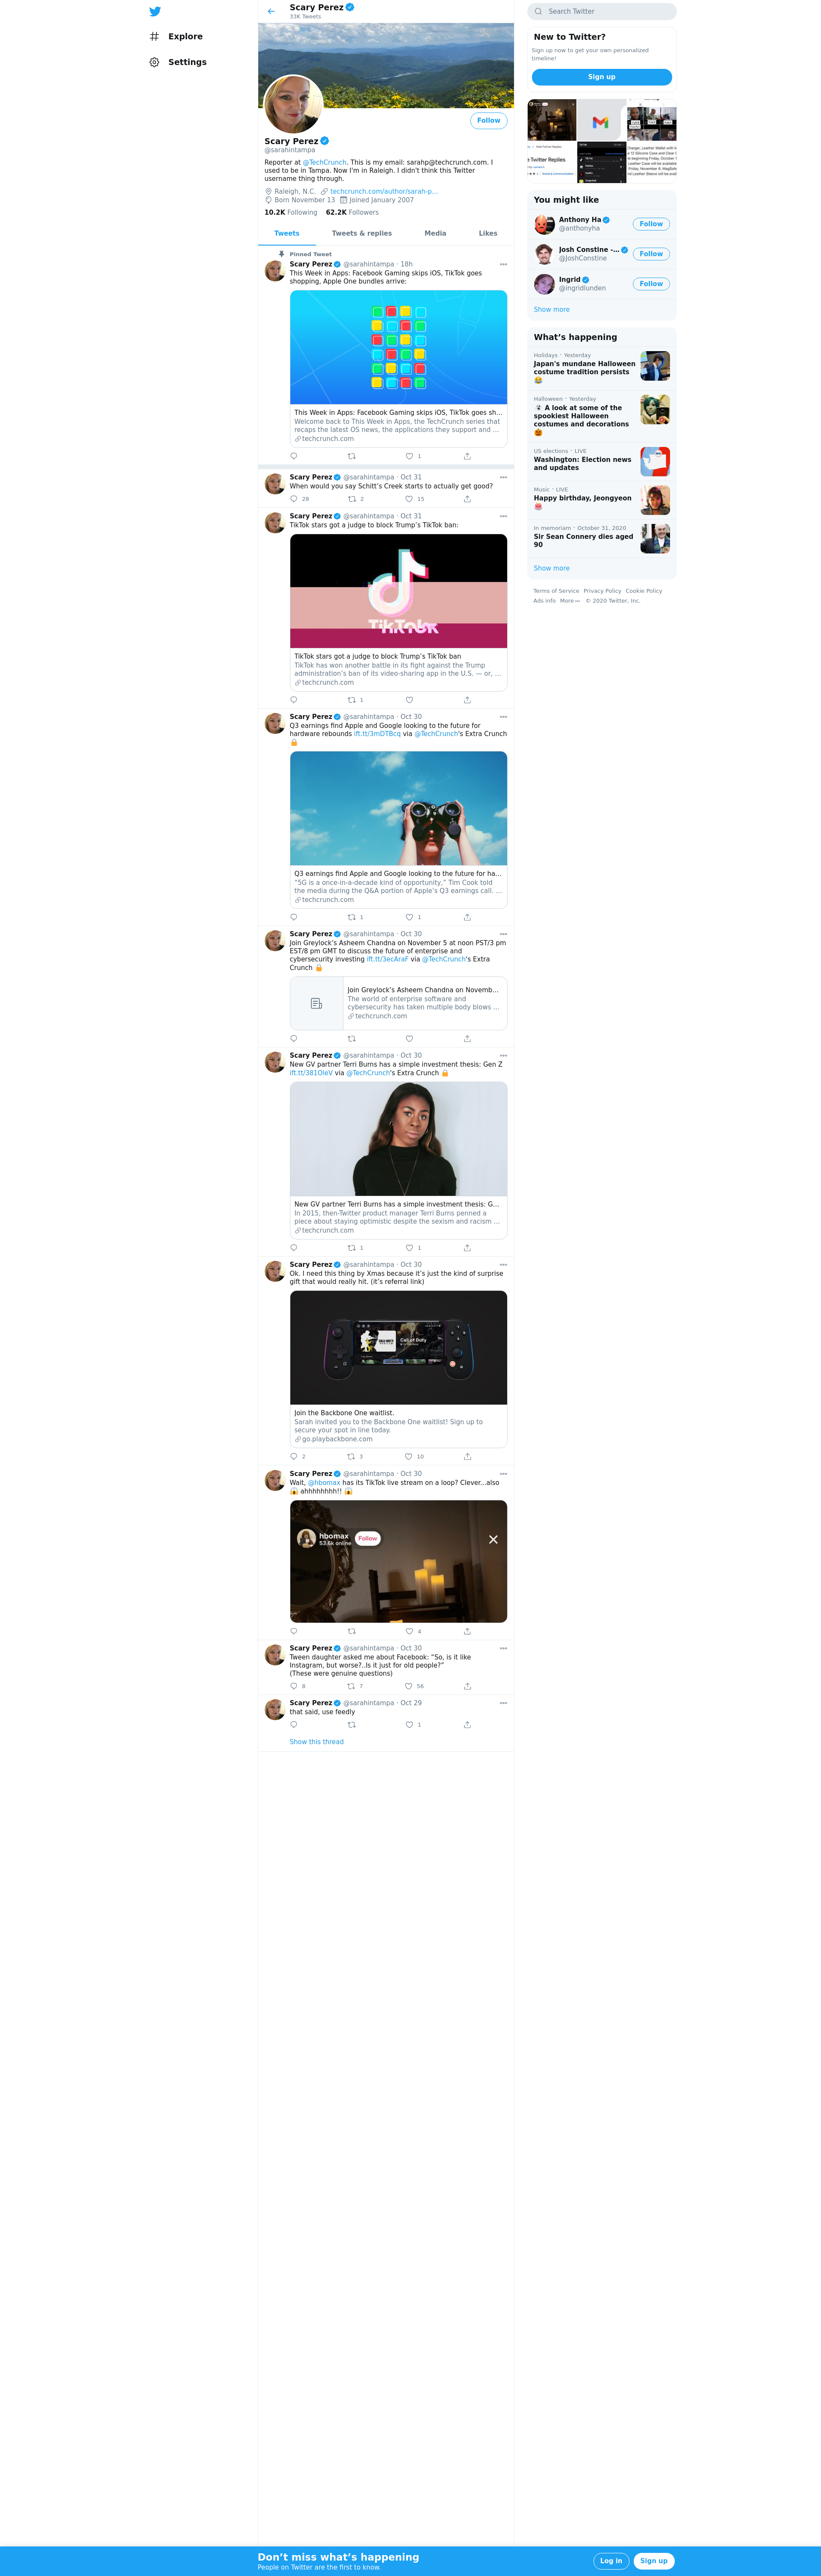 Explore
Settings
Scary Perez
33K Tweets
Follow
Scary Perez
@sarahintampa
Reporter at @TechCrunch. This is my email: sarahp@techcrunch.com. I
used to be in Tampa. Now I'm in Raleigh. I didn't think this Twitter
username thing through.
Raleigh, N.C. techcrunch.com/author/sarah-p...
Born November 13 Joined January 2007
10.2K Following 62.2K Followers
Tweets Tweets & replies Media Likes
Pinned Tweet
Scary Perez @sarahintampa · 18h
This Week in Apps: Facebook Gaming skips iOS, TikTok goes
shopping, Apple One bundles arrive:
This Week in Apps: Facebook Gaming skips iOS, TikTok goes sh...
Welcome back to This Week in Apps, the TechCrunch series that
recaps the latest OS news, the applications they support and ...
techcrunch.com
1
Scary Perez @sarahintampa · Oct 31
When would you say Schitt’s Creek starts to actually get good?
28 2 15
Scary Perez @sarahintampa · Oct 31
TikTok stars got a judge to block Trump’s TikTok ban:
TikTok
TikTok stars got a judge to block Trump’s TikTok ban
TikTok has won another battle in its fight against the Trump
administration’s ban of its video-sharing app in the U.S. — or, ...
techcrunch.com
1
Scary Perez @sarahintampa · Oct 30
Q3 earnings find Apple and Google looking to the future for
hardware rebounds ift.tt/3mDTBcq via @TechCrunch's Extra Crunch
🔒
Q3 earnings find Apple and Google looking to the future for ha...
“5G is a once-in-a-decade kind of opportunity,” Tim Cook told
the media during the Q&A portion of Apple’s Q3 earnings call. ...
techcrunch.com
1 1
Scary Perez @sarahintampa · Oct 30
Join Greylock’s Asheem Chandna on November 5 at noon PST/3 pm
EST/8 pm GMT to discuss the future of enterprise and
cybersecurity investing ift.tt/3ecAraF via @TechCrunch's Extra
Crunch 🔒
Join Greylock’s Asheem Chandna on Novemb...
The world of enterprise software and
cybersecurity has taken multiple body blows ...
techcrunch.com
Scary Perez @sarahintampa · Oct 30
New GV partner Terri Burns has a simple investment thesis: Gen Z
ift.tt/381OleV via @TechCrunch's Extra Crunch 🔒
New GV partner Terri Burns has a simple investment thesis: G...
In 2015, then-Twitter product manager Terri Burns penned a
piece about staying optimistic despite the sexism and racism ...
techcrunch.com
1 1
Scary Perez @sarahintampa · Oct 30
Ok. I need this thing by Xmas because it’s just the kind of surprise
gift that would really hit. (it’s referral link)
Call of Duty
Join the Backbone One waitlist.
Sarah invited you to the Backbone One waitlist! Sign up to
secure your spot in line today.
go.playbackbone.com
2 3 10
Scary Perez @sarahintampa · Oct 30
Wait, @hbomax has its TikTok live stream on a loop? Clever...also
😱 ahhhhhhhh!! 😱
hbomax
53.6k online
Follow
4
Scary Perez @sarahintampa · Oct 30
Tween daughter asked me about Facebook: “So, is it like
Instagram, but worse?..Is it just for old people?”
(These were genuine questions)
8 7 56
Scary Perez @sarahintampa · Oct 29
that said, use feedly
1
Show this thread
Search Twitter
New to Twitter?
Sign up now to get your own personalized
timeline!
Sign up
Twitter Replies
You might like
Anthony Ha
@anthonyha
Follow
Josh Constine -...
@JoshConstine
Follow
Ingrid
@ingridlunden
Follow
Show more
What’s happening
Holidays · Yesterday
Japan's mundane Halloween
costume tradition persists
😂
Halloween · Yesterday
👻 A look at some of the
spookiest Halloween
costumes and decorations
🎃
US elections · LIVE
Washington: Election news
and updates
Music · LIVE
Happy birthday, Jeongyeon
🎂
In memoriam · October 31, 2020
Sir Sean Connery dies aged
90
Show more
Terms of Service Privacy Policy Cookie Policy
Ads info More © 2020 Twitter, Inc.
Don’t miss what’s happening
People on Twitter are the first to know.
Log in
Sign up